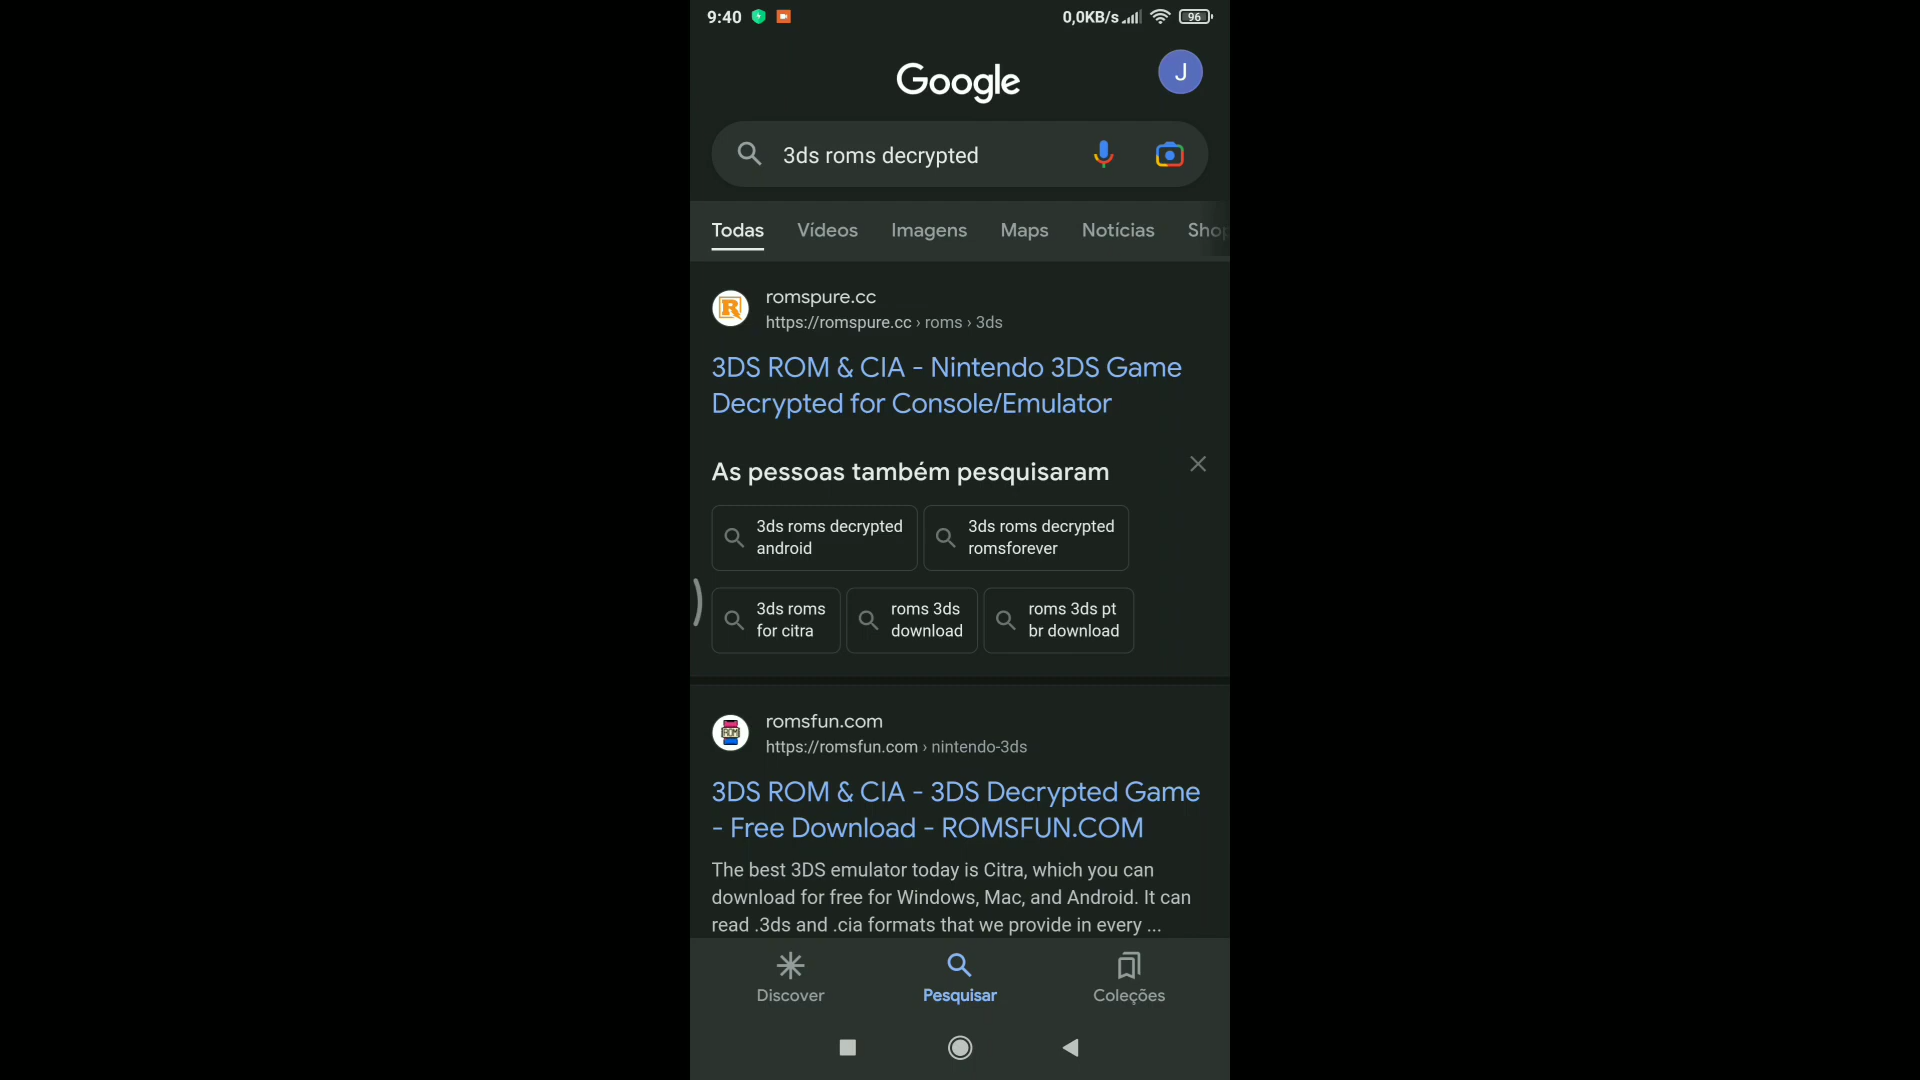 9:40
0,0KB/s
96
Google
J
3ds roms decrypted
Todas Vídeos Imagens Maps Notícias Shop
R
romspure.cc
https://romspure.cc › roms › 3ds
3DS ROM & CIA - Nintendo 3DS Game
Decrypted for Console/Emulator
As pessoas também pesquisaram
3ds roms decrypted
android
3ds roms decrypted
romsforever
3ds roms
for citra
roms 3ds
download
roms 3ds pt
br download
ROM
romsfun.com
https://romsfun.com › nintendo-3ds
3DS ROM & CIA - 3DS Decrypted Game
- Free Download - ROMSFUN.COM
The best 3DS emulator today is Citra, which you can
download for free for Windows, Mac, and Android. It can
read .3ds and .cia formats that we provide in every ...
Discover Pesquisar Coleções